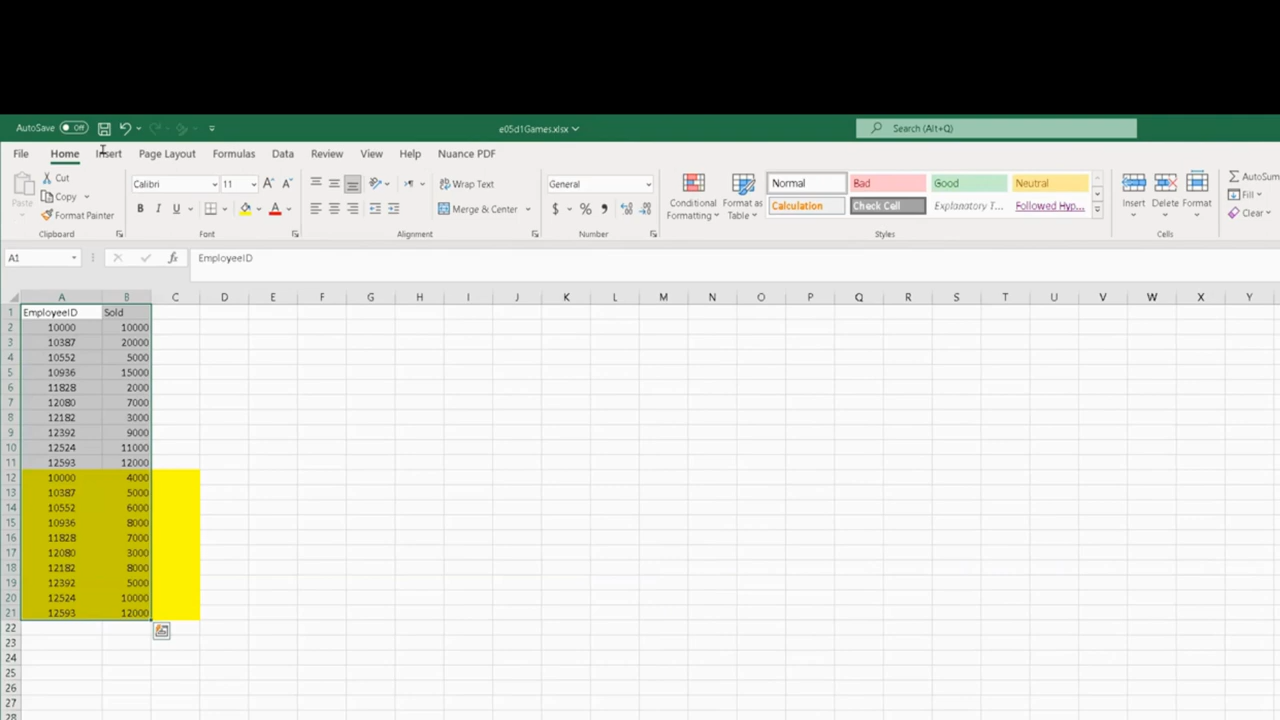 AutoSave Off e05d1Games.xlsx Search (Alt+Q)
File Home Insert Page Layout Formulas Data Review View Help Nuance PDF
Paste Cut Copy Format Painter Clipboard
Calibri 11 A A B I U A Font
Wrap Text Merge & Center Alignment
General $ % 9 Number
Conditional Formatting Format as Table
Normal Bad Good Neutral
Calculation Check Cell Explanatory T... Followed Hyp...
Styles
Insert Delete Format Cells
AutoSum
Fill
Clear
A1 fx EmployeeID
A B C D E F G H I J K L M N O P Q R S T U V W X Y
1 EmployeeID Sold
2 10000 10000
3 10387 20000
4 10552 5000
5 10936 15000
6 11828 2000
7 12080 7000
8 12182 3000
9 12392 9000
10 12524 11000
11 12593 12000
12 10000 4000
13 10387 5000
14 10552 6000
15 10936 8000
16 11828 7000
17 12080 3000
18 12182 8000
19 12392 5000
20 12524 10000
21 12593 12000
22
23
24
25
26
27
28